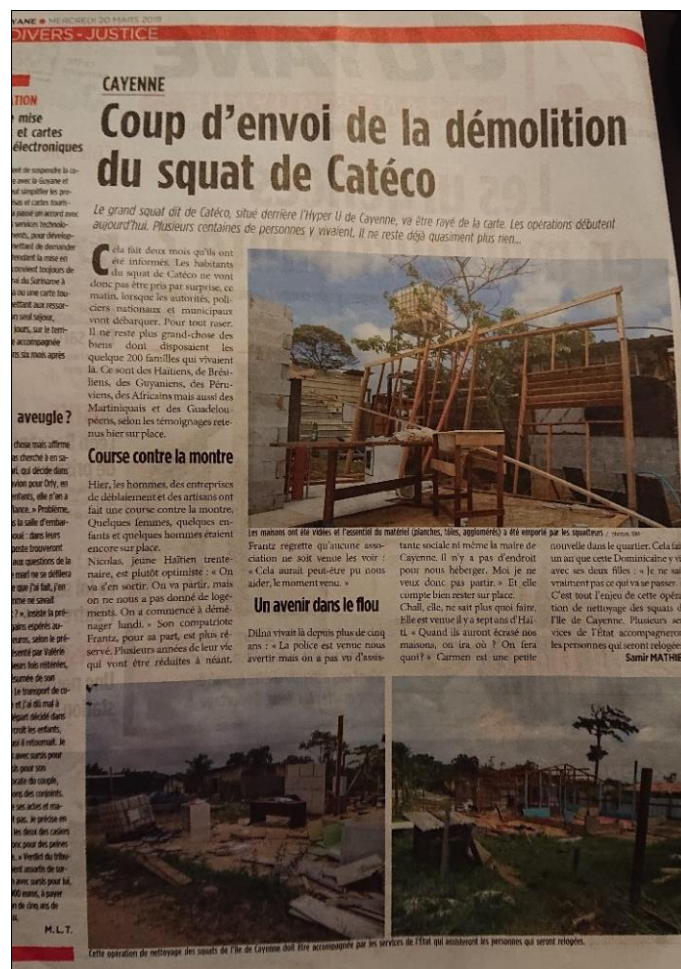 YANE ● MERCREDI 20 MARS 2019
DIVERS - JUSTICE
CAYENNE
Coup d'envoi de la démolition
du squat de Catéco
Le grand squat dit de Catéco, situé derrière l'Hyper U de Cayenne, va être rayé de la carte. Les opérations débutent
aujourd'hui. Plusieurs centaines de personnes y vivaient, il ne reste déjà quasiment plus rien...
Cela fait deux mois qu'ils ont
été informés. Les habitants
du squat de Catéco ne vont
donc pas être pris par surprise, ce
matin, lorsque les autorités, poli-
ciers nationaux et municipaux
vont débarquer. Pour tout raser.
Il ne reste plus grand-chose des
biens dont disposaient les
quelque 200 familles qui vivaient
là. Ce sont des Haïtiens, de Brési-
liens, des Guyaniens, des Péru-
viens, des Africains mais aussi des
Martiniquais et des Guadelou-
péens, selon les témoignages rete-
nus hier sur place.
Course contre la montre
Hier, les hommes, des entreprises
de déblaiement et des artisans ont
fait une course contre la montre.
Quelques femmes, quelques en-
fants et quelques hommes étaient
encore sur place.
Nicolas, jeune Haïtien trente-
naire, est plutôt optimiste : « On
va s'en sortir. On va partir, mais
on ne nous a pas donné de loge-
ments. On a commencé à démé-
nager lundi. » Son compatriote
Frantz, pour sa part, est plus ré-
servé. Plusieurs années de leur vie
qui vont être réduites à néant.
Les maisons ont été vidées et l'essentiel du matériel (planches, tôles, agglomérés) a été emporté par les squatteurs
Frantz regrette qu'aucune asso-
ciation ne soit venue les voir :
« Cela aurait peut-être pu nous
aider, le moment venu. »
Un avenir dans le flou
Dilna vivait là depuis plus de cinq
ans : « La police est venue nous
avertir mais on a pas vu d'assis-
tante sociale ni même la maire de
Cayenne. Il n'y a pas d'endroit
pour nous héberger. Moi je ne
veux donc pas partir. » Et elle
compte bien rester sur place.
Chall, elle, ne sait plus quoi faire.
Elle est venue il y a sept ans d'Haï-
ti. « Quand ils auront écrasé nos
maisons, on ira où ? On fera
quoi? » Carmen est une petite
nouvelle dans le quartier. Cela fai
un an que cette Dominicaine vi
avec ses deux filles : « Je ne sai
vraiment pas ce qui va se passer.
C'est tout l'enjeu de cette opéra
tion de nettoyage des squats d
l'île de Cayenne. Plusieurs ser
vices de l'État accompagneron
les personnes qui seront relogées.
Samir MATHIE
Cette opération de nettoyage des squats de l'île de Cayenne doit être accompagnée par les services de l'État qui assisteront les personnes qui seront relogées.
TION
mise
et cartes
électroniques
aveugle ?
M.L.T.